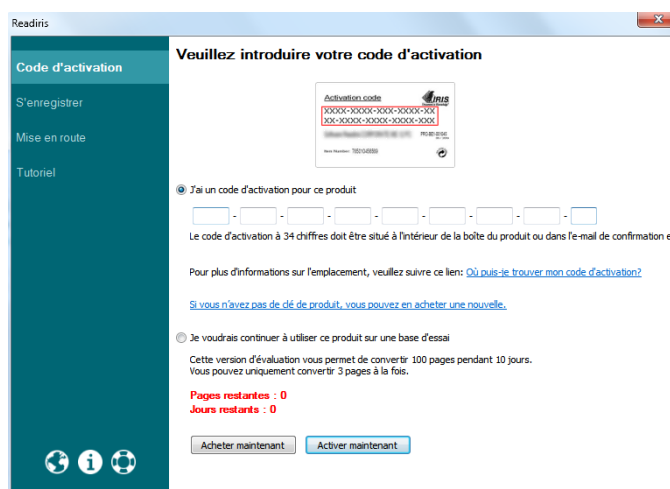 Readiris
Code d'activation
S'enregistrer
Mise en route
Tutoriel
Veuillez introduire votre code d'activation
Activation code
IRIS
XXXX-XXXX-XXXX-XXXX-XX
XX-XXXX-XXXX-XXXX-XXX
J'ai un code d'activation pour ce produit
- - - - - - - -
Le code d'activation à 34 chiffres doit être situé à l'intérieur de la boîte du produit ou dans l'e-mail de confirmation e
Pour plus d'informations sur l'emplacement, veuillez suivre ce lien: Où puis-je trouver mon code d'activation?
Si vous n'avez pas de clé de produit, vous pouvez en acheter une nouvelle.
Je voudrais continuer à utiliser ce produit sur une base d'essai
Cette version d'évaluation vous permet de convertir 100 pages pendant 10 jours.
Vous pouvez uniquement convertir 3 pages à la fois.
Pages restantes : 0
Jours restants : 0
Acheter maintenant
Activer maintenant